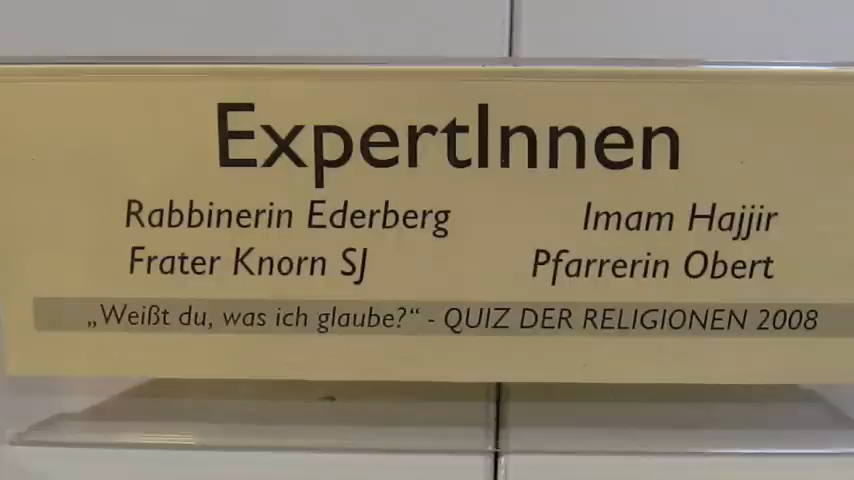 ExpertInnen
Rabbinerin Ederberg Imam Hajjir
Frater Knorn SJ Pfarrerin Obert
„Weißt du, was ich glaube?“ - QUIZ DER RELIGIONEN 2008